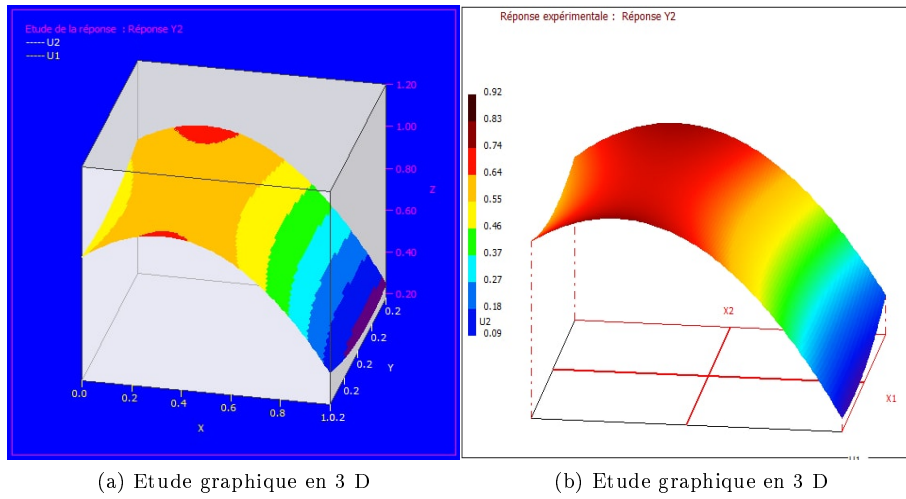 Etude de la réponse : Réponse Y2
----- U2
----- U1
1.20
1.00
0.80
Z
0.60
0.40
0.20
0.2
0.2
Y
0.2
0.2
0.0
0.2
0.4
0.6
0.8
1.0.2
X
(a) Etude graphique en 3 D
Réponse expérimentale : Réponse Y2
0.92
0.83
0.74
0.64
0.55
0.46
0.37
0.27
0.18
U2
0.09
X2
X1
(b) Etude graphique en 3 D